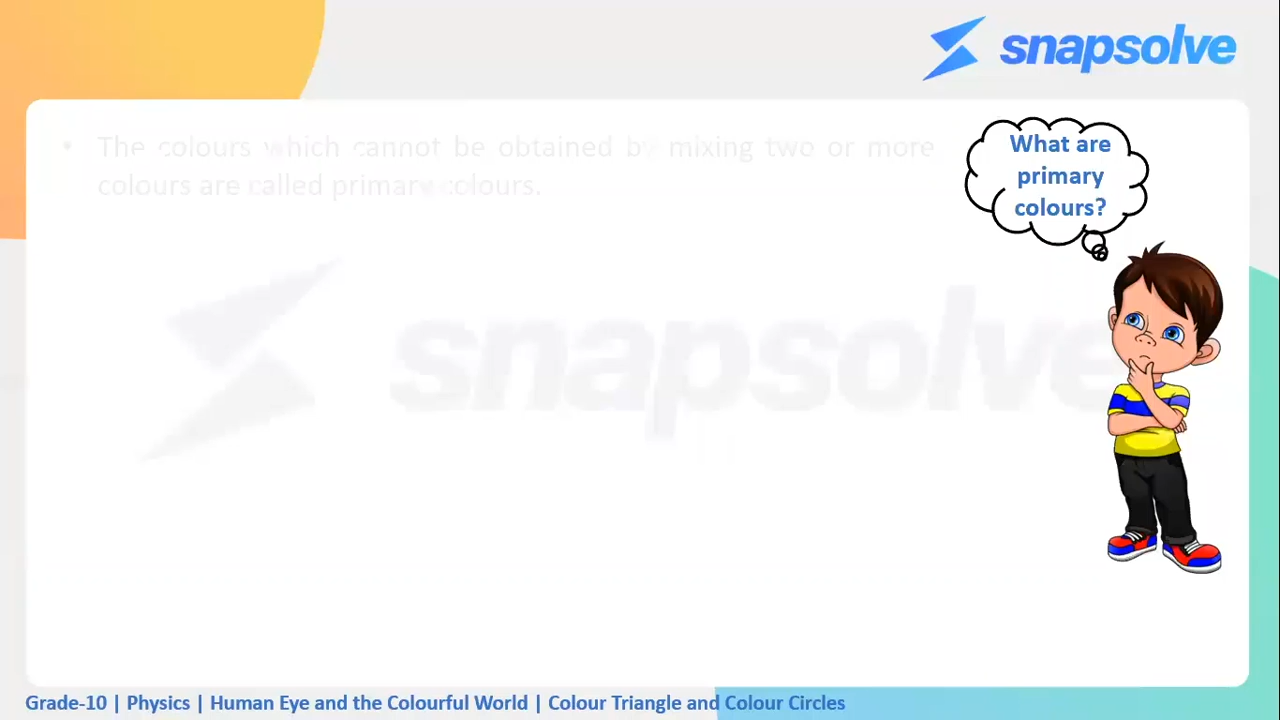 snapsolve
• The colours which cannot be obtained by mixing two or more
colours are called primary colours.
What are
primary
colours?
snapsolve
Grade-10 | Physics | Human Eye and the Colourful World | Colour Triangle and Colour Circles